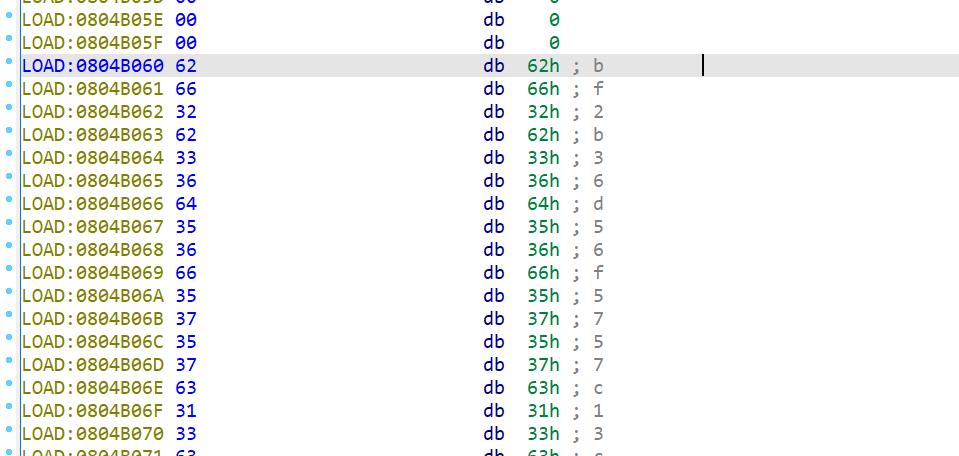 LOAD:0804B05E 00 db 0
LOAD:0804B05F 00 db 0
LOAD:0804B060 62 db 62h ; b
LOAD:0804B061 66 db 66h ; f
LOAD:0804B062 32 db 32h ; 2
LOAD:0804B063 62 db 62h ; b
LOAD:0804B064 33 db 33h ; 3
LOAD:0804B065 36 db 36h ; 6
LOAD:0804B066 64 db 64h ; d
LOAD:0804B067 35 db 35h ; 5
LOAD:0804B068 36 db 36h ; 6
LOAD:0804B069 66 db 66h ; f
LOAD:0804B06A 35 db 35h ; 5
LOAD:0804B06B 37 db 37h ; 7
LOAD:0804B06C 35 db 35h ; 5
LOAD:0804B06D 37 db 37h ; 7
LOAD:0804B06E 63 db 63h ; c
LOAD:0804B06F 31 db 31h ; 1
LOAD:0804B070 33 db 33h ; 3
LOAD:0804B071 63 db 63h ; c